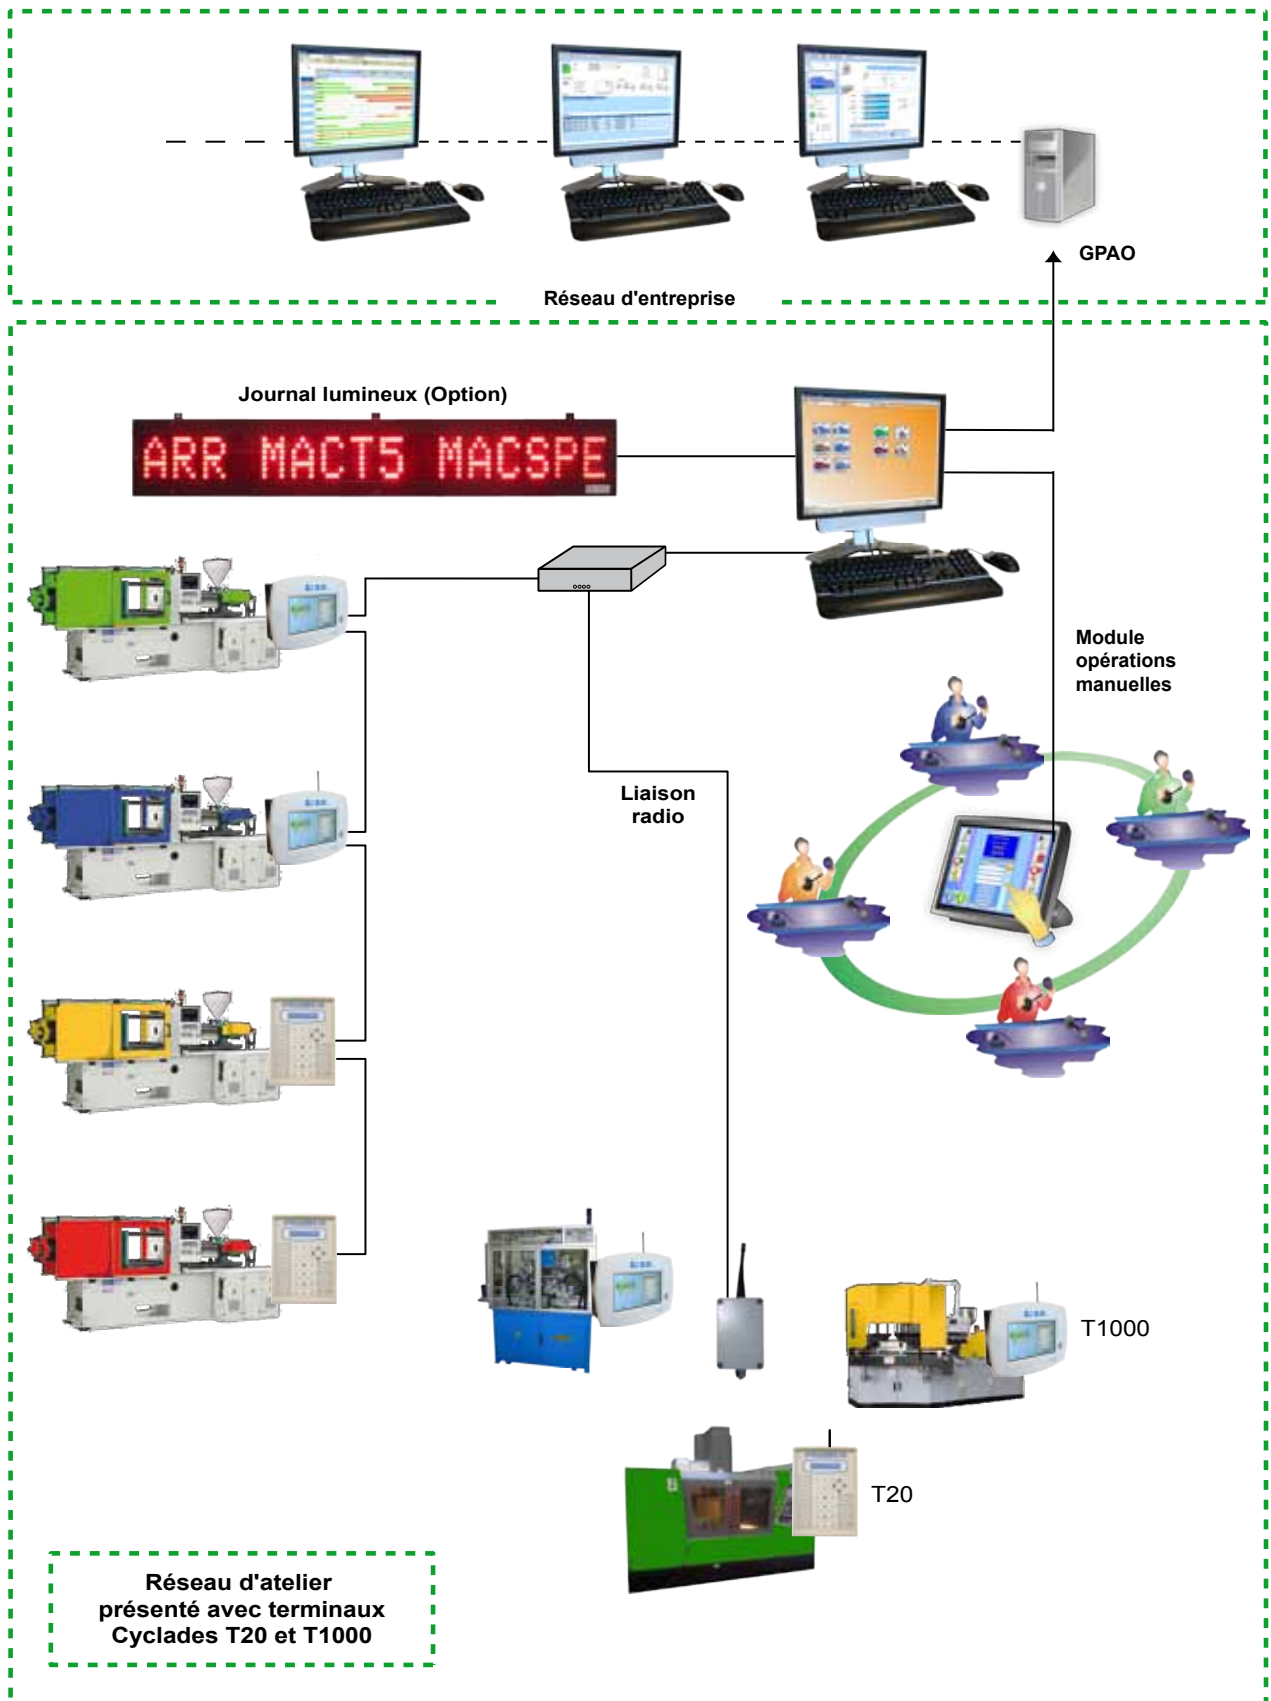 GPAO
Réseau d'entreprise
Journal lumineux (Option)
ARR MACT5 MACSPE
Module
opérations
manuelles
Liaison
radio
T1000
T20
Réseau d'atelier
présenté avec terminaux
Cyclades T20 et T1000